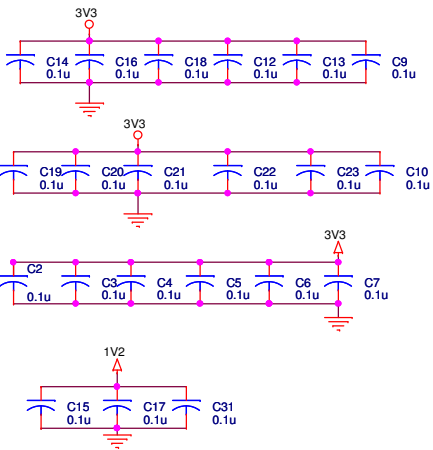 3V3
C14 C16 C18 C12 C13 C9
0.1u 0.1u 0.1u 0.1u 0.1u 0.1u
3V3
C19 C20 C21 C22 C23 C10
0.1u 0.1u 0.1u 0.1u 0.1u 0.1u
3V3
C2 C3 C4 C5 C6 C7
0.1u 0.1u 0.1u 0.1u 0.1u 0.1u
1V2
C15 C17 C31
0.1u 0.1u 0.1u